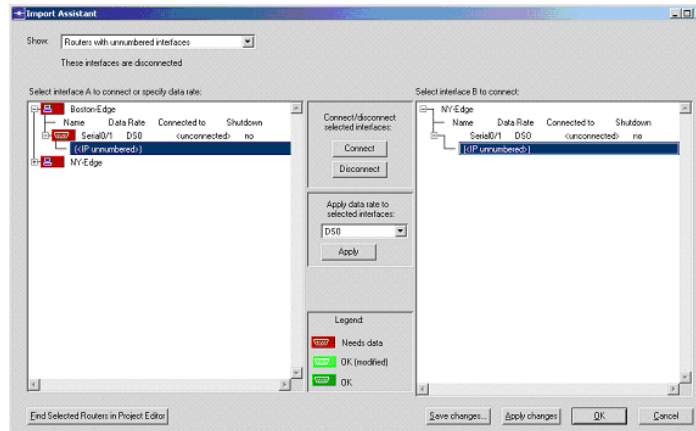 Import Assistant
Show: Routers with unnumbered interfaces
These interfaces are disconnected
Select interface A to connect or specify data rate:
Boston-Edge
Name Data Rate Connected to Shutdown
Serial0/1 DS0 <unconnected> no
[<IP unnumbered>]
NY-Edge
Connect/disconnect
selected interfaces:
Connect
Disconnect
Apply data rate to
selected interfaces:
DS0
Apply
Legend:
Needs data
OK (modified)
OK
Select interface B to connect:
NY-Edge
Name Data Rate Connected to Shutdown
Serial0/1 DS0 <unconnected> no
[<IP unnumbered>]
Find Selected Routers in Project Editor
Save changes... Apply changes OK Cancel